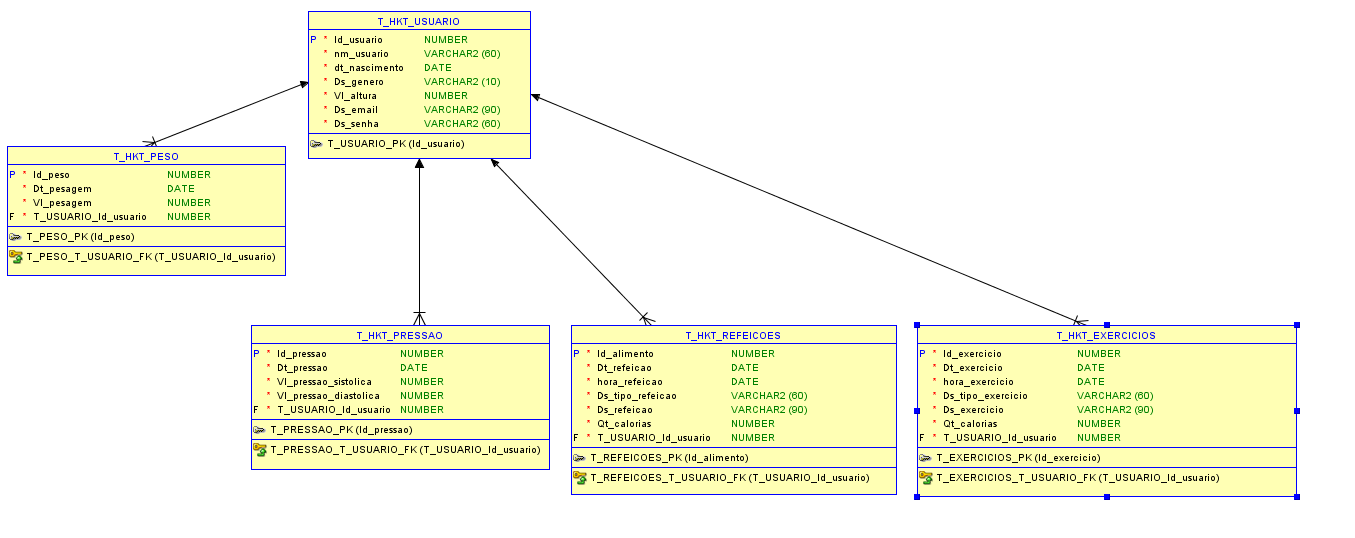 T_HKT_USUARIO
P * Id_usuario NUMBER
* nm_usuario VARCHAR2 (60)
* dt_nascimento DATE
* Ds_genero VARCHAR2 (10)
* Vl_altura NUMBER
* Ds_email VARCHAR2 (90)
* Ds_senha VARCHAR2 (60)
T_USUARIO_PK (Id_usuario)
T_HKT_PESO
P * Id_peso NUMBER
* Dt_pesagem DATE
* Vl_pesagem NUMBER
F * T_USUARIO_Id_usuario NUMBER
T_PESO_PK (Id_peso)
T_PESO_T_USUARIO_FK (T_USUARIO_Id_usuario)
T_HKT_PRESSAO
P * Id_pressao NUMBER
* Dt_pressao DATE
* Vl_pressao_sistolica NUMBER
* Vl_pressao_diastolica NUMBER
F * T_USUARIO_Id_usuario NUMBER
T_PRESSAO_PK (Id_pressao)
T_PRESSAO_T_USUARIO_FK (T_USUARIO_Id_usuario)
T_HKT_REFEICOES
P * Id_alimento NUMBER
* Dt_refeicao DATE
* hora_refeicao DATE
* Ds_tipo_refeicao VARCHAR2 (60)
* Ds_refeicao VARCHAR2 (90)
* Qt_calorias NUMBER
F * T_USUARIO_Id_usuario NUMBER
T_REFEICOES_PK (Id_alimento)
T_REFEICOES_T_USUARIO_FK (T_USUARIO_Id_usuario)
T_HKT_EXERCICIOS
P * Id_exercicio NUMBER
* Dt_exercicio DATE
* hora_exercicio DATE
* Ds_tipo_exercicio VARCHAR2 (60)
* Ds_exercicio VARCHAR2 (90)
* Qt_calorias NUMBER
F * T_USUARIO_Id_usuario NUMBER
T_EXERCICIOS_PK (Id_exercicio)
T_EXERCICIOS_T_USUARIO_FK (T_USUARIO_Id_usuario)